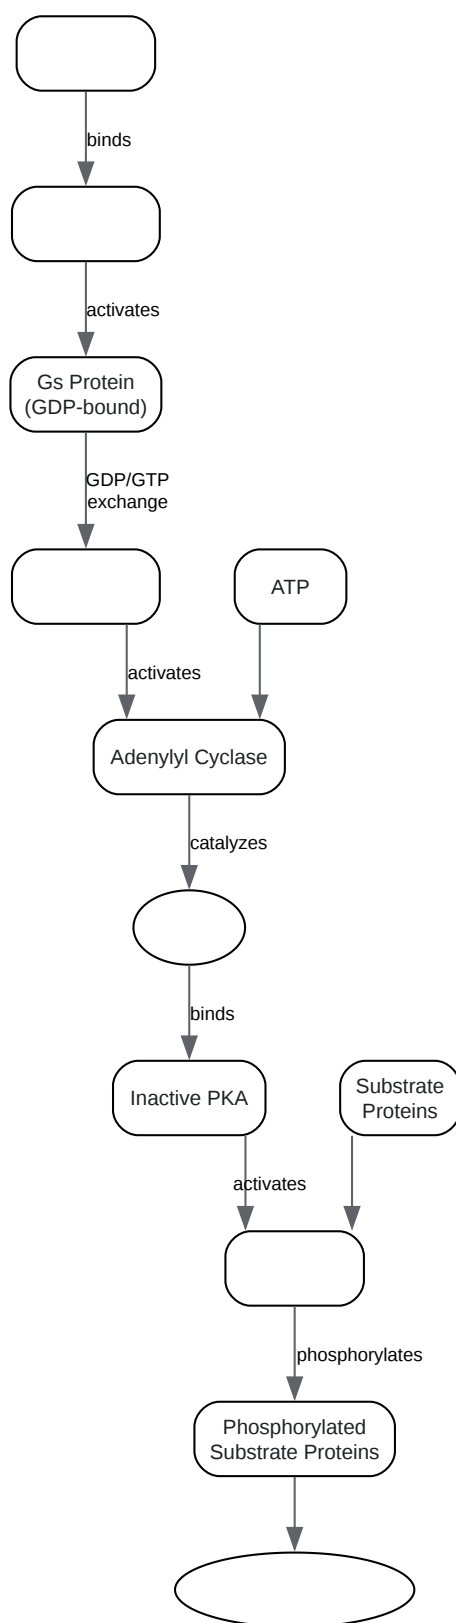 binds
activates
Gs Protein
(GDP-bound)
GDP/GTP
exchange
ATP
activates
Adenylyl Cyclase
catalyzes
binds
Inactive PKA
Substrate
Proteins
activates
phosphorylates
Phosphorylated
Substrate Proteins